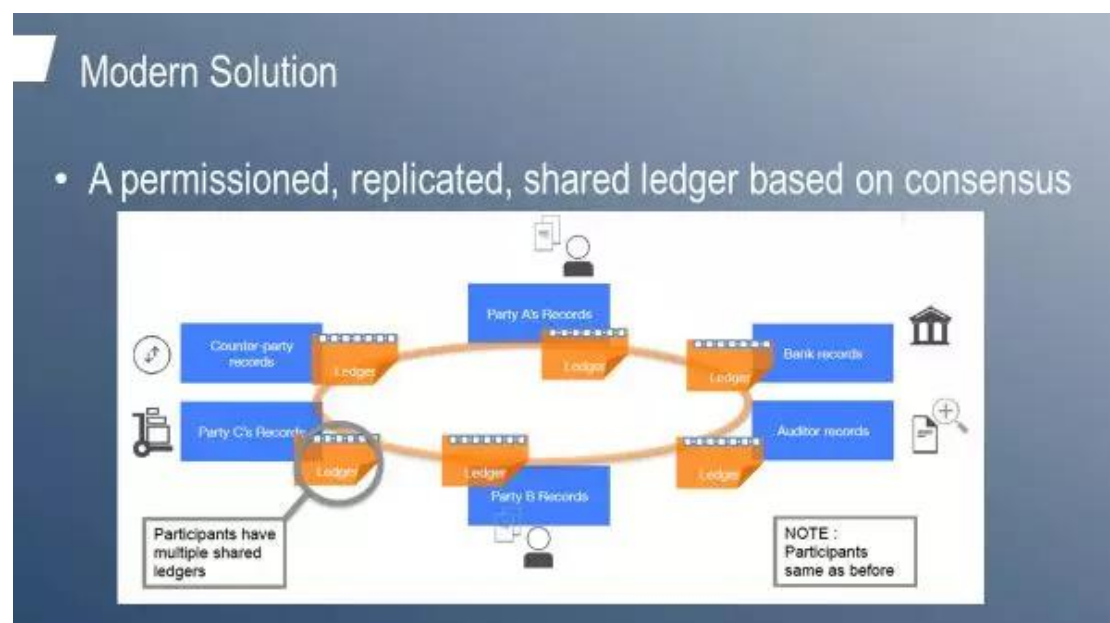 Modern Solution
• A permissioned, replicated, shared ledger based on consensus
Party A's Records
Ledger
Counter-party
records
Ledger
Bank records
Ledger
Party C's Records
Ledger
Ledger
Party B Records
Auditor records
Ledger
Participants have
multiple shared
ledgers
NOTE :
Participants
same as before